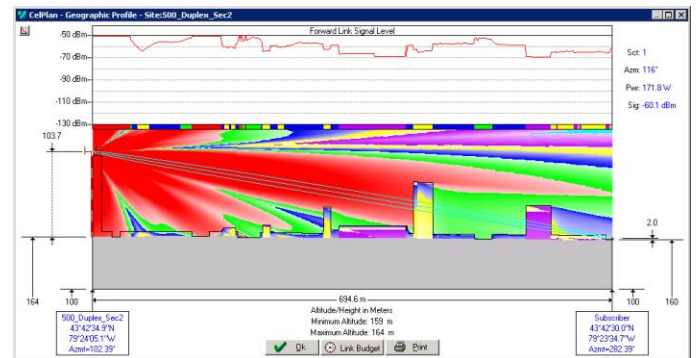 CelPlan - Geographic Profile - Site:500_Duplex_Sec2
Forward Link Signal Level
-50 dBm
-70 dBm
-90 dBm
-110 dBm
-130 dBm
Sct: 1
Azm: 116°
Pwr: 171.8 W
Sig: -60.1 dBm
103.7
2.0
164
100
694.6 m
100
160
500_Duplex_Sec2
43°42'34.9"N
79°24'05.1"W
Azmt=102.39°
Altitude/Height in Meters
Minimum Altitude: 159 m
Maximum Altitude: 164 m
Ok
Link Budget
Print
Subscriber
43°42'30.0"N
79°23'34.7"W
Azmt=282.39°